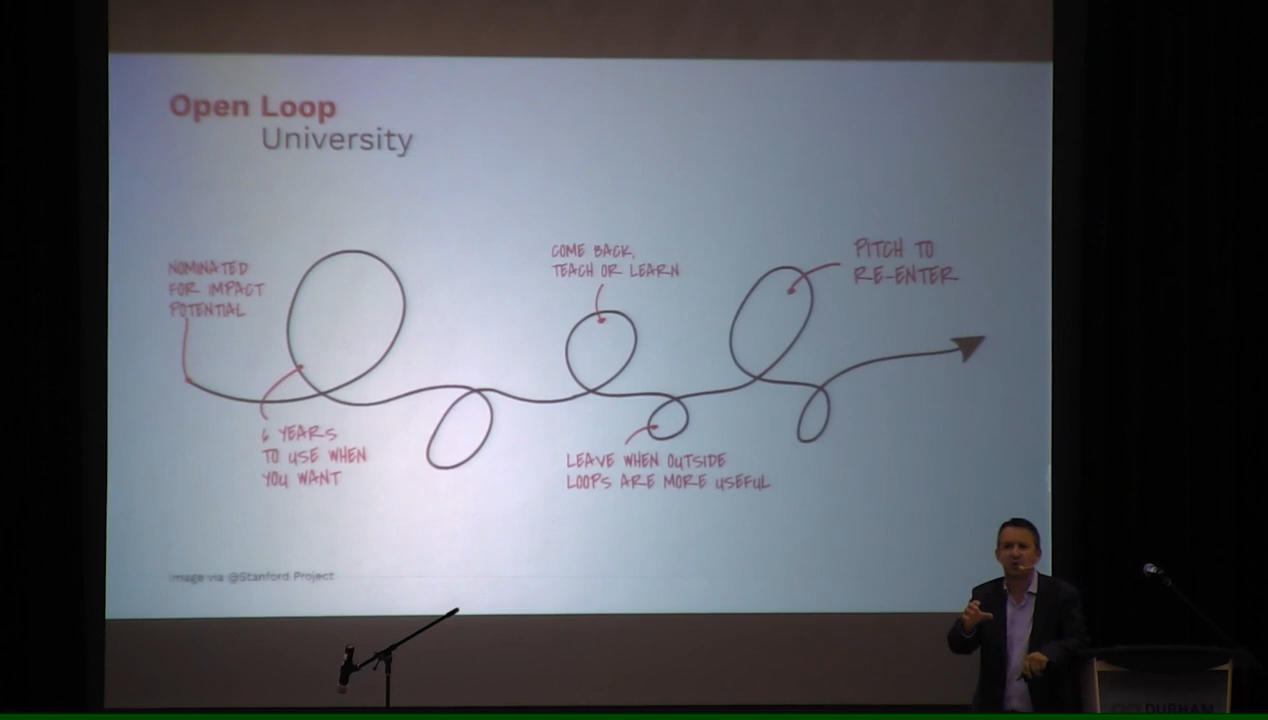 Open Loop
University
NOMINATED
FOR IMPACT
POTENTIAL
COME BACK,
TEACH OR LEARN
PITCH TO
RE-ENTER
6 YEARS
TO USE WHEN
YOU WANT
LEAVE WHEN OUTSIDE
LOOPS ARE MORE USEFUL
Image via @Stanford Project
DURHAM